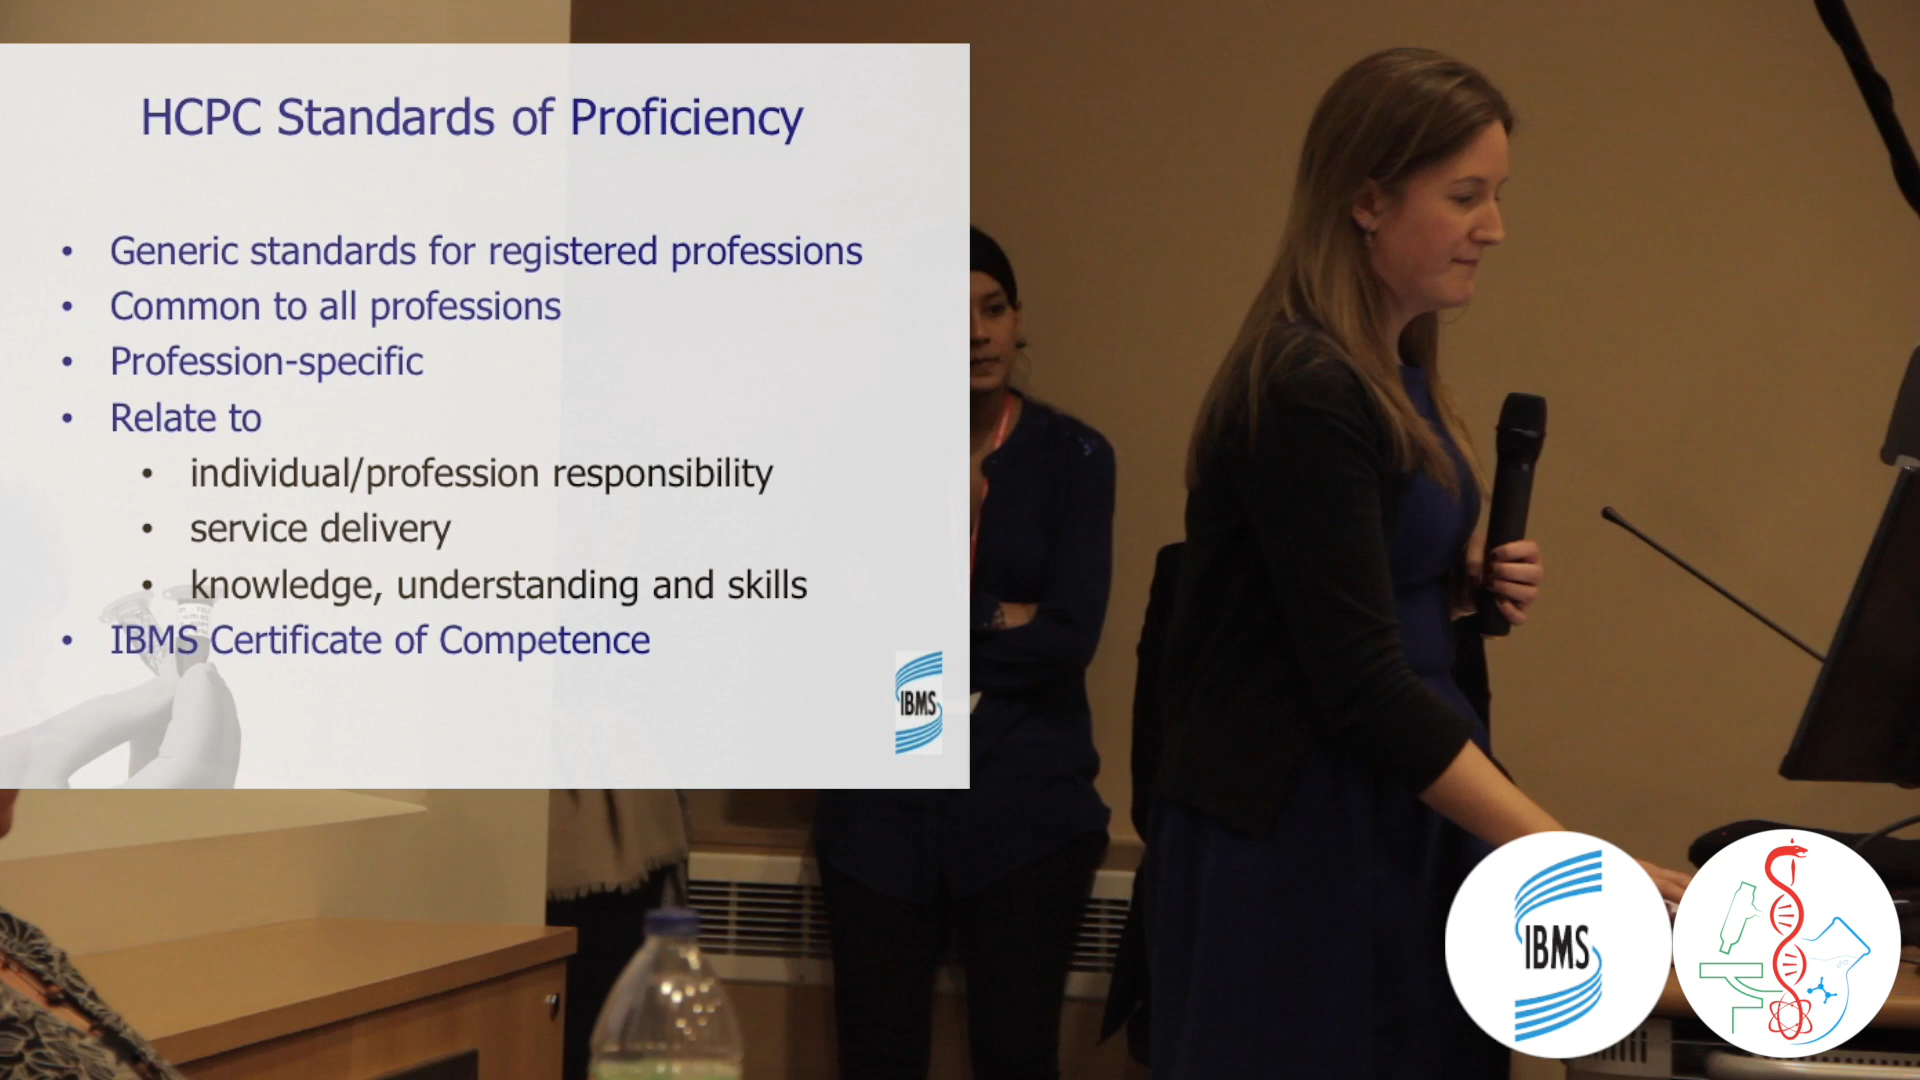 HCPC Standards of Proficiency
• Generic standards for registered professions
• Common to all professions
• Profession-specific
• Relate to
• individual/profession responsibility
• service delivery
• knowledge, understanding and skills
• IBMS Certificate of Competence
IBMS
IBMS